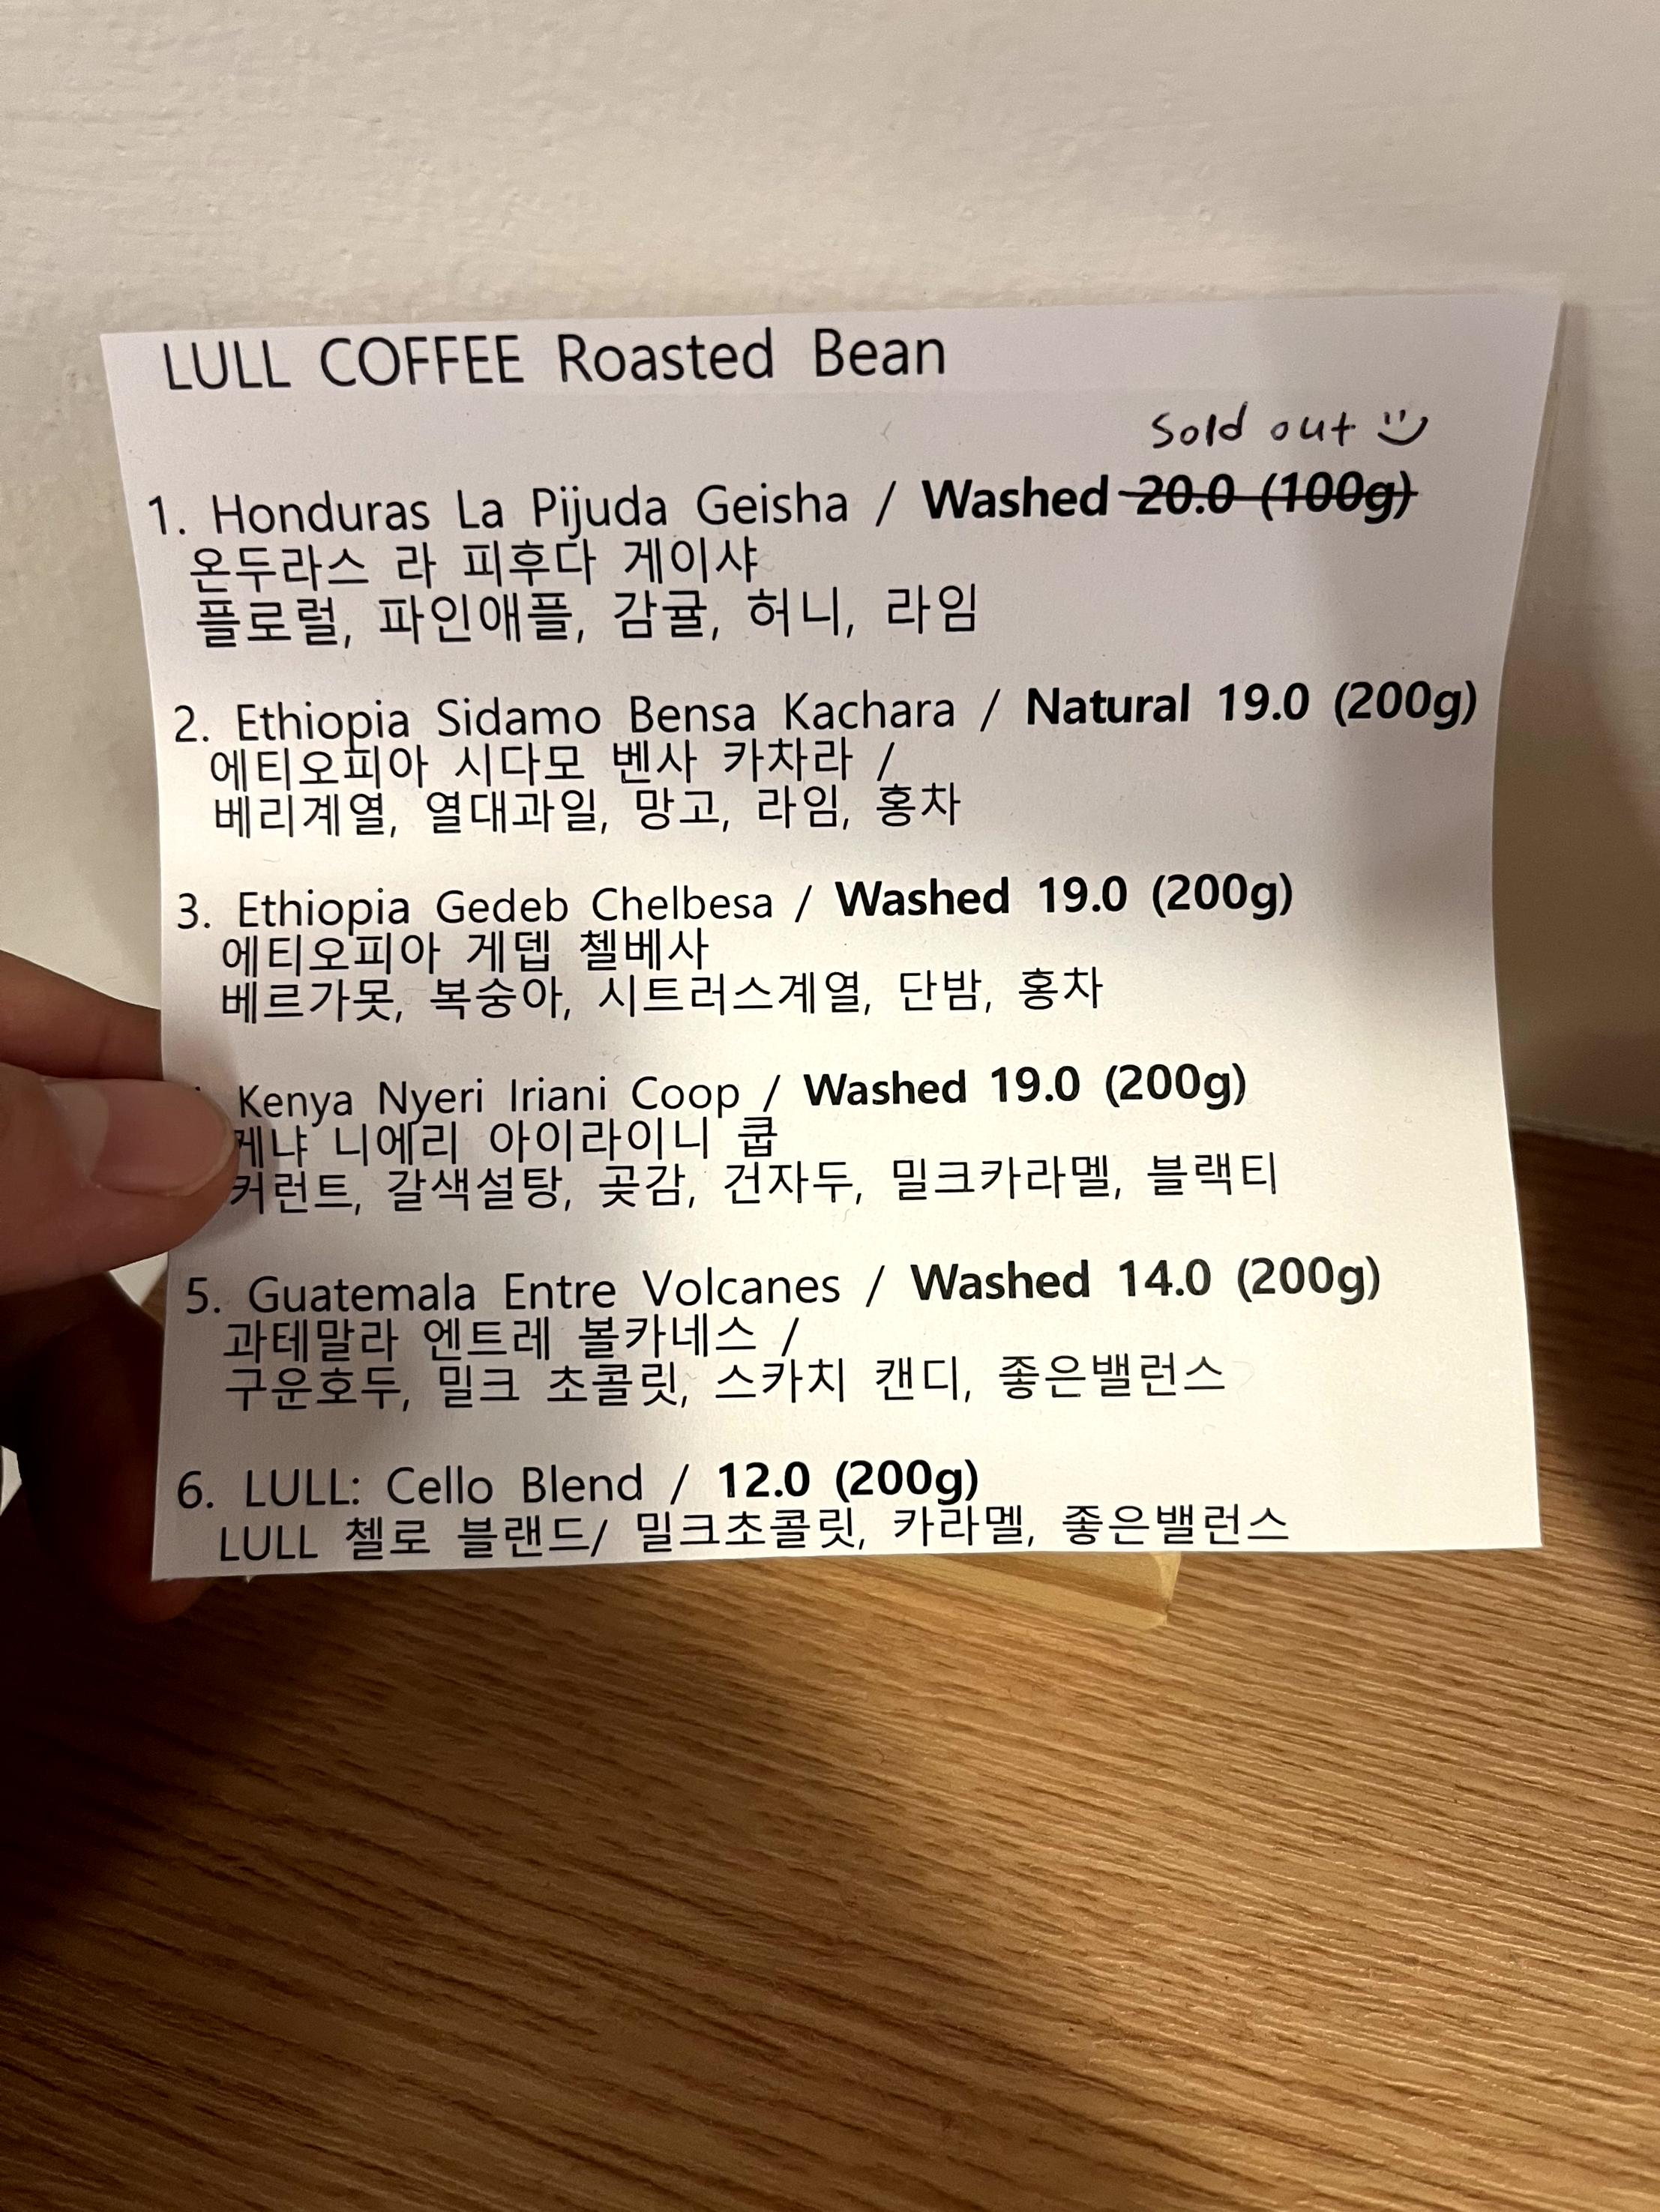 LULL COFFEE Roasted Bean
Sold out
1. Honduras La Pijuda Geisha / Washed 20.0 (100g)
온두라스 라 피후다 게이샤
플로럴, 파인애플, 감귤, 허니, 라임
2. Ethiopia Sidamo Bensa Kachara / Natural 19.0 (200g)
에티오피아 시다모 벤사 카차라 /
베리계열, 열대과일, 망고, 라임, 홍차
3. Ethiopia Gedeb Chelbesa / Washed 19.0 (200g)
에티오피아 게뎁 첼베사
베르가못, 복숭아, 시트러스계열, 단밤, 홍차
Kenya Nyeri Iriani Coop / Washed 19.0 (200g)
케냐 니에리 아이라이니 쿱
커런트, 갈색설탕, 곶감, 건자두, 밀크카라멜, 블랙티
5. Guatemala Entre Volcanes / Washed 14.0 (200g)
과테말라 엔트레 볼카네스 /
구운호두, 밀크 초콜릿, 스카치 캔디, 좋은밸런스
6. LULL: Cello Blend / 12.0 (200g)
LULL 첼로 블랜드/ 밀크초콜릿, 카라멜, 좋은밸런스